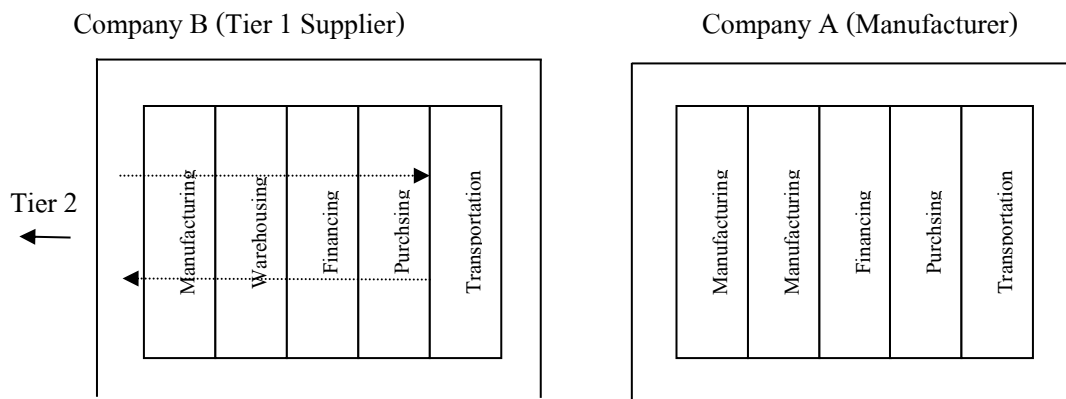 Company B (Tier 1 Supplier)
Company A (Manufacturer)
Tier 2
Manufacturing
Warehousing
Financing
Purchsing
Transportation
Manufacturing
Manufacturing
Financing
Purchsing
Transportation